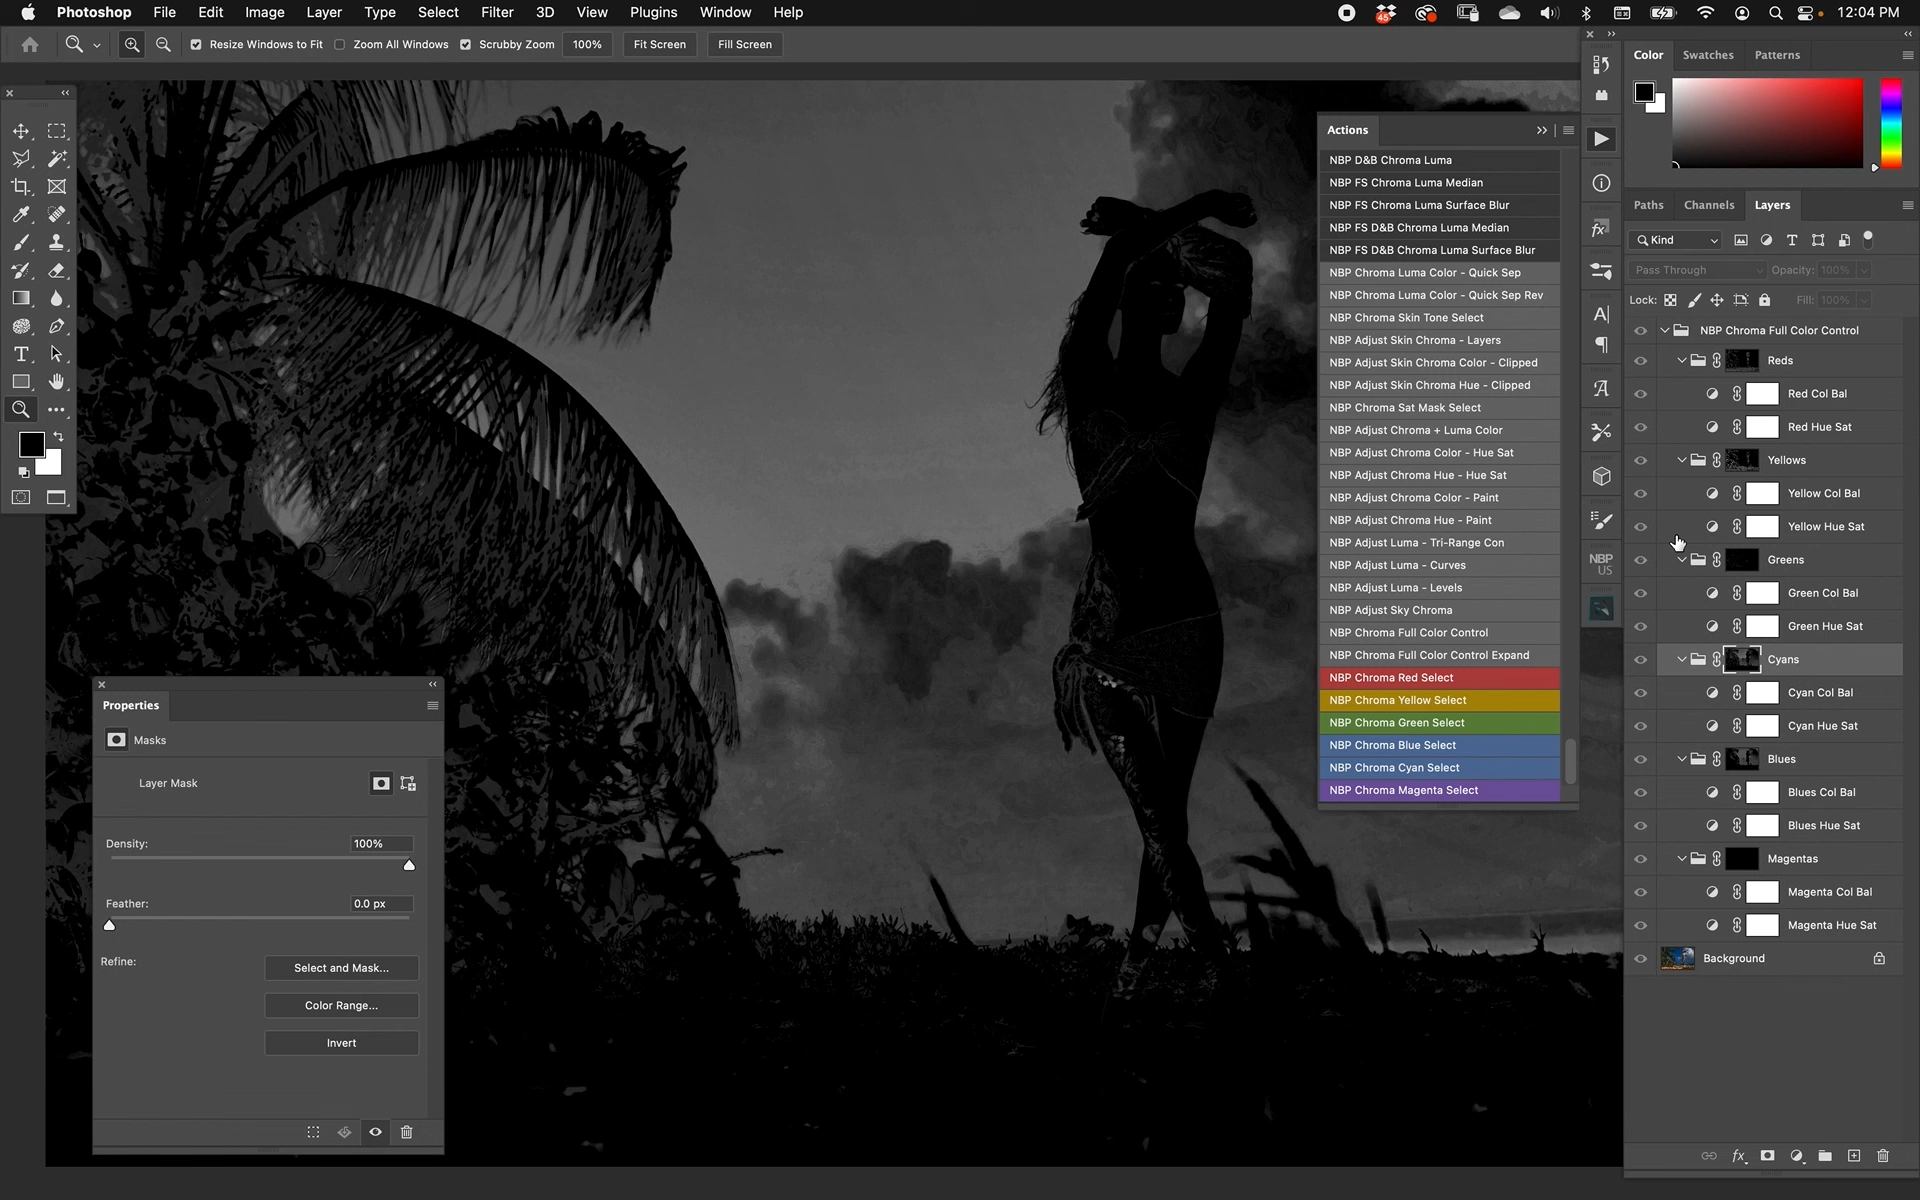 Photoshop File Edit Image Layer Type Select Filter 3D View Plugins Window Help 45 12:04 PM
Resize Windows to Fit Zoom All Windows Scrubby Zoom 100% Fit Screen Fill Screen
Color Swatches Patterns
Actions
NBP D&B Chroma Luma
NBP FS Chroma Luma Median
NBP FS Chroma Luma Surface Blur
NBP FS D&B Chroma Luma Median
NBP FS D&B Chroma Luma Surface Blur
NBP Chroma Luma Color - Quick Sep
NBP Chroma Luma Color - Quick Sep Rev
NBP Chroma Skin Tone Select
NBP Adjust Skin Chroma - Layers
NBP Adjust Skin Chroma Color - Clipped
NBP Adjust Skin Chroma Hue - Clipped
NBP Chroma Sat Mask Select
NBP Adjust Chroma + Luma Color
NBP Adjust Chroma Color - Hue Sat
NBP Adjust Chroma Hue - Hue Sat
NBP Adjust Chroma Color - Paint
NBP Adjust Chroma Hue - Paint
NBP Adjust Luma - Tri-Range Con
NBP Adjust Luma - Curves
NBP Adjust Luma - Levels
NBP Adjust Sky Chroma
NBP Chroma Full Color Control
NBP Chroma Full Color Control Expand
NBP Chroma Red Select
NBP Chroma Yellow Select
NBP Chroma Green Select
NBP Chroma Blue Select
NBP Chroma Cyan Select
NBP Chroma Magenta Select
NBP
US
Paths Channels Layers
Kind
Pass Through Opacity: 100%
Lock: Fill: 100%
NBP Chroma Full Color Control
Reds
Red Col Bal
Red Hue Sat
Yellows
Yellow Col Bal
Yellow Hue Sat
Greens
Green Col Bal
Green Hue Sat
Cyans
Cyan Col Bal
Cyan Hue Sat
Blues
Blues Col Bal
Blues Hue Sat
Magentas
Magenta Col Bal
Magenta Hue Sat
Background
Properties
Masks
Layer Mask
Density: 100%
Feather: 0.0 px
Refine: Select and Mask...
Color Range...
Invert